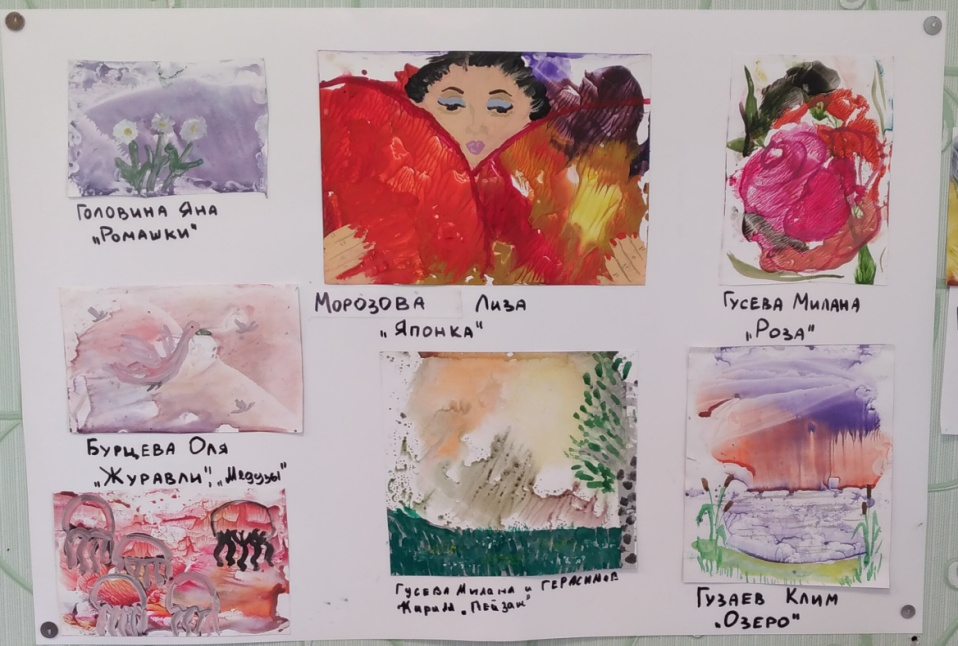 Головина Яна
„Ромашки"
Морозова Лиза
„Японка"
Гусева Милана
„Роза"
Бурцева Оля
„Журавли", „Медузы"
Гусева Милана и Герасимов
Кирилл „Пейзаж"
Гузаев Клим
„Озеро"